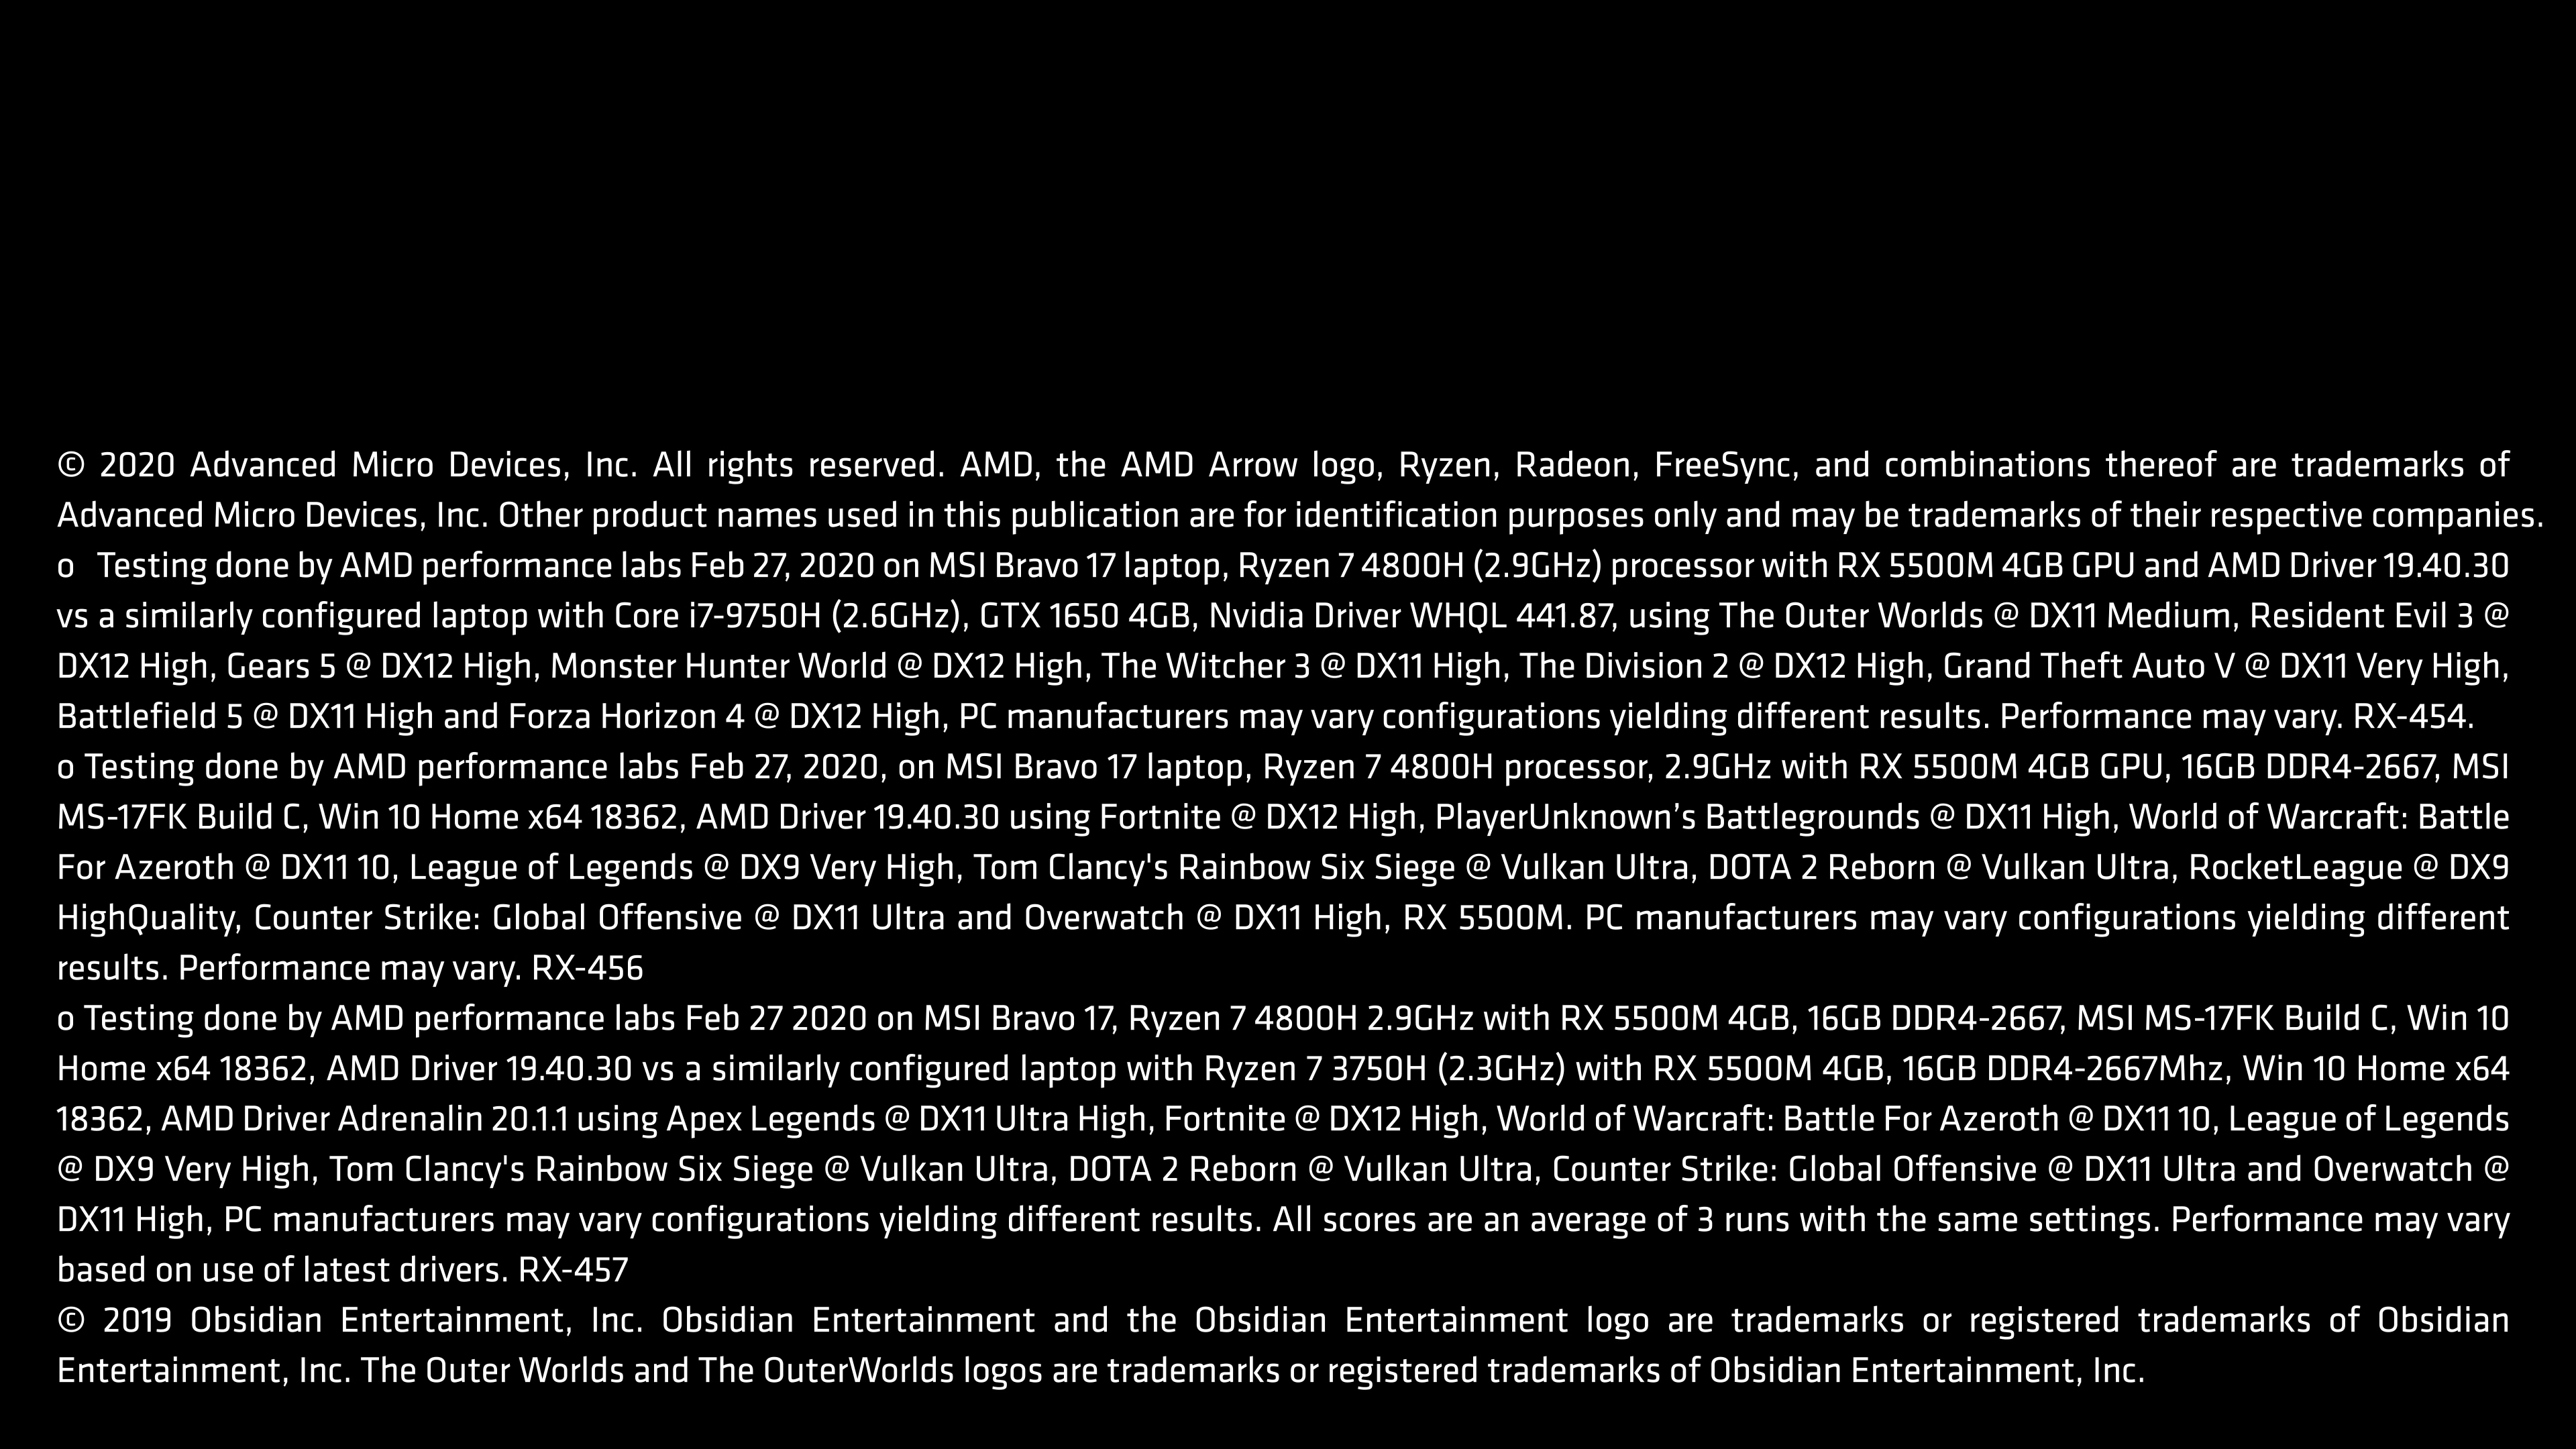 © 2020 Advanced Micro Devices, Inc. All rights reserved. AMD, the AMD Arrow logo, Ryzen, Radeon, FreeSync, and combinations thereof are trademarks of
Advanced Micro Devices, Inc. Other product names used in this publication are for identification purposes only and may be trademarks of their respective companies.
o Testing done by AMD performance labs Feb 27, 2020 on MSI Bravo 17 laptop, Ryzen 7 4800H (2.9GHz) processor with RX 5500M 4GB GPU and AMD Driver 19.40.30
vs a similarly configured laptop with Core i7-9750H (2.6GHz), GTX 1650 4GB, Nvidia Driver WHQL 441.87, using The Outer Worlds @ DX11 Medium, Resident Evil 3 @
DX12 High, Gears 5 @ DX12 High, Monster Hunter World @ DX12 High, The Witcher 3 @ DX11 High, The Division 2 @ DX12 High, Grand Theft Auto V @ DX11 Very High,
Battlefield 5 @ DX11 High and Forza Horizon 4 @ DX12 High, PC manufacturers may vary configurations yielding different results. Performance may vary. RX-454.
o Testing done by AMD performance labs Feb 27, 2020, on MSI Bravo 17 laptop, Ryzen 7 4800H processor, 2.9GHz with RX 5500M 4GB GPU, 16GB DDR4-2667, MSI
MS-17FK Build C, Win 10 Home x64 18362, AMD Driver 19.40.30 using Fortnite @ DX12 High, PlayerUnknown’s Battlegrounds @ DX11 High, World of Warcraft: Battle
For Azeroth @ DX11 10, League of Legends @ DX9 Very High, Tom Clancy's Rainbow Six Siege @ Vulkan Ultra, DOTA 2 Reborn @ Vulkan Ultra, RocketLeague @ DX9
HighQuality, Counter Strike: Global Offensive @ DX11 Ultra and Overwatch @ DX11 High, RX 5500M. PC manufacturers may vary configurations yielding different
results. Performance may vary. RX-456
o Testing done by AMD performance labs Feb 27 2020 on MSI Bravo 17, Ryzen 7 4800H 2.9GHz with RX 5500M 4GB, 16GB DDR4-2667, MSI MS-17FK Build C, Win 10
Home x64 18362, AMD Driver 19.40.30 vs a similarly configured laptop with Ryzen 7 3750H (2.3GHz) with RX 5500M 4GB, 16GB DDR4-2667Mhz, Win 10 Home x64
18362, AMD Driver Adrenalin 20.1.1 using Apex Legends @ DX11 Ultra High, Fortnite @ DX12 High, World of Warcraft: Battle For Azeroth @ DX11 10, League of Legends
@ DX9 Very High, Tom Clancy's Rainbow Six Siege @ Vulkan Ultra, DOTA 2 Reborn @ Vulkan Ultra, Counter Strike: Global Offensive @ DX11 Ultra and Overwatch @
DX11 High, PC manufacturers may vary configurations yielding different results. All scores are an average of 3 runs with the same settings. Performance may vary
based on use of latest drivers. RX-457
© 2019 Obsidian Entertainment, Inc. Obsidian Entertainment and the Obsidian Entertainment logo are trademarks or registered trademarks of Obsidian
Entertainment, Inc. The Outer Worlds and The OuterWorlds logos are trademarks or registered trademarks of Obsidian Entertainment, Inc.